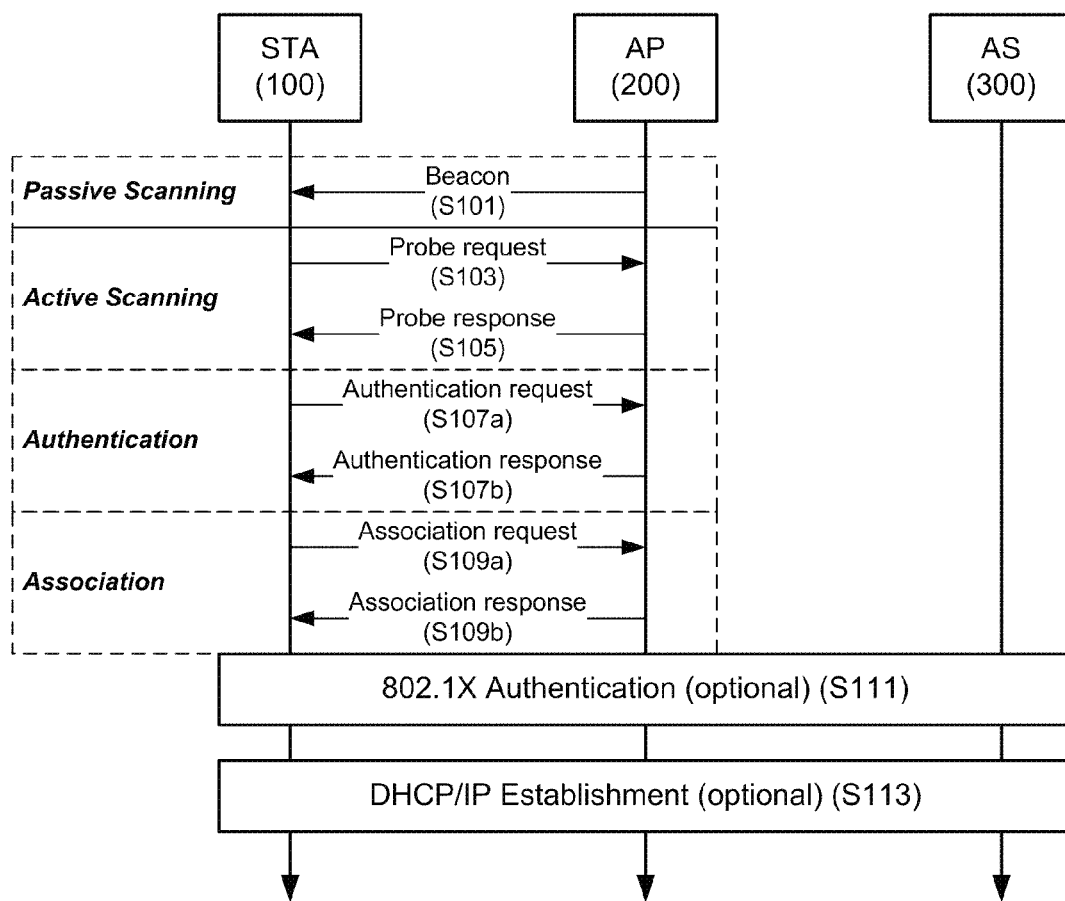 STA
(100)
AP
(200)
AS
(300)
Passive Scanning
Beacon
(S101)
Active Scanning
Probe request
(S103)
Probe response
(S105)
Authentication
Authentication request
(S107a)
Authentication response
(S107b)
Association
Association request
(S109a)
Association response
(S109b)
802.1X Authentication (optional) (S111)
DHCP/IP Establishment (optional) (S113)